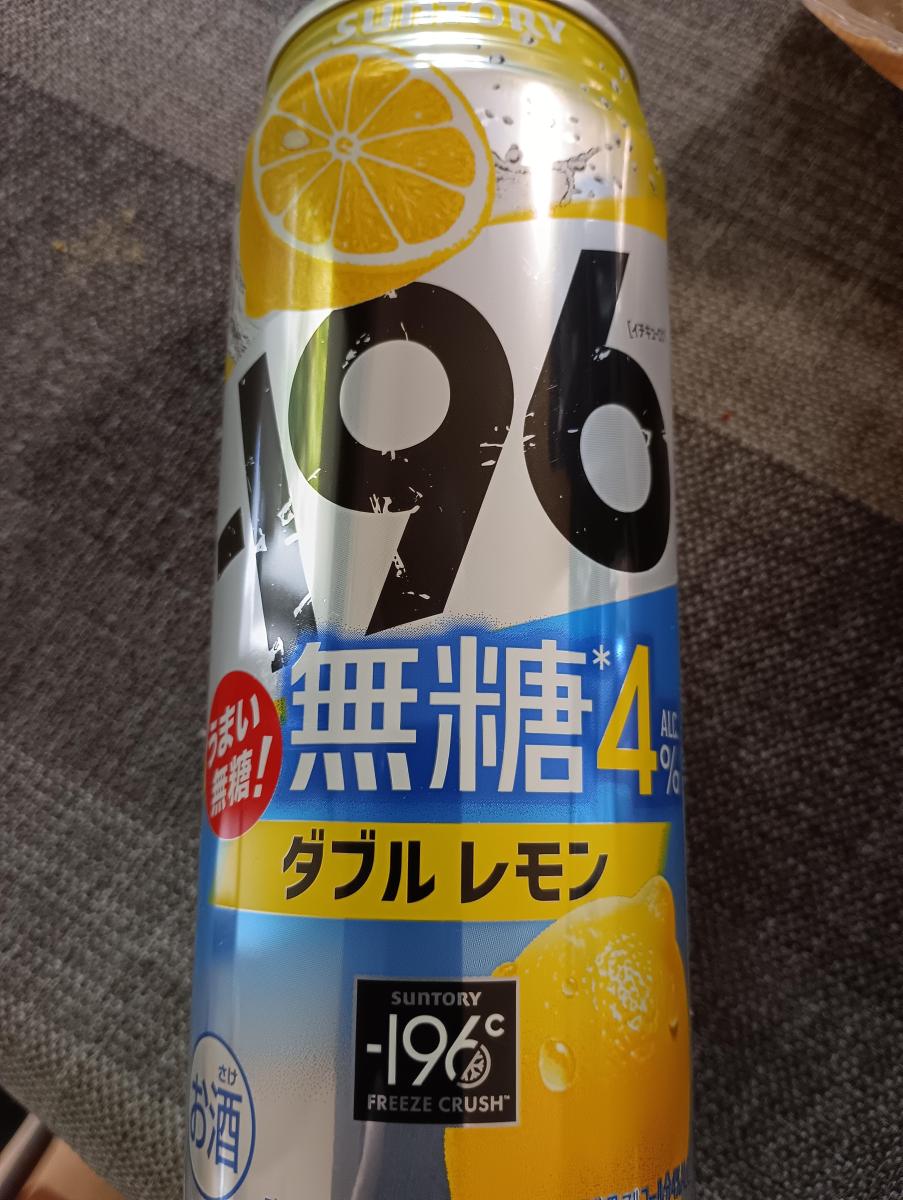 SUNTORY
-196
[イチキューロク]
無糖*4
ALC.
%
うまい
無糖!
ダブルレモン
SUNTORY
-196℃
FREEZE CRUSH™
さけ
お酒